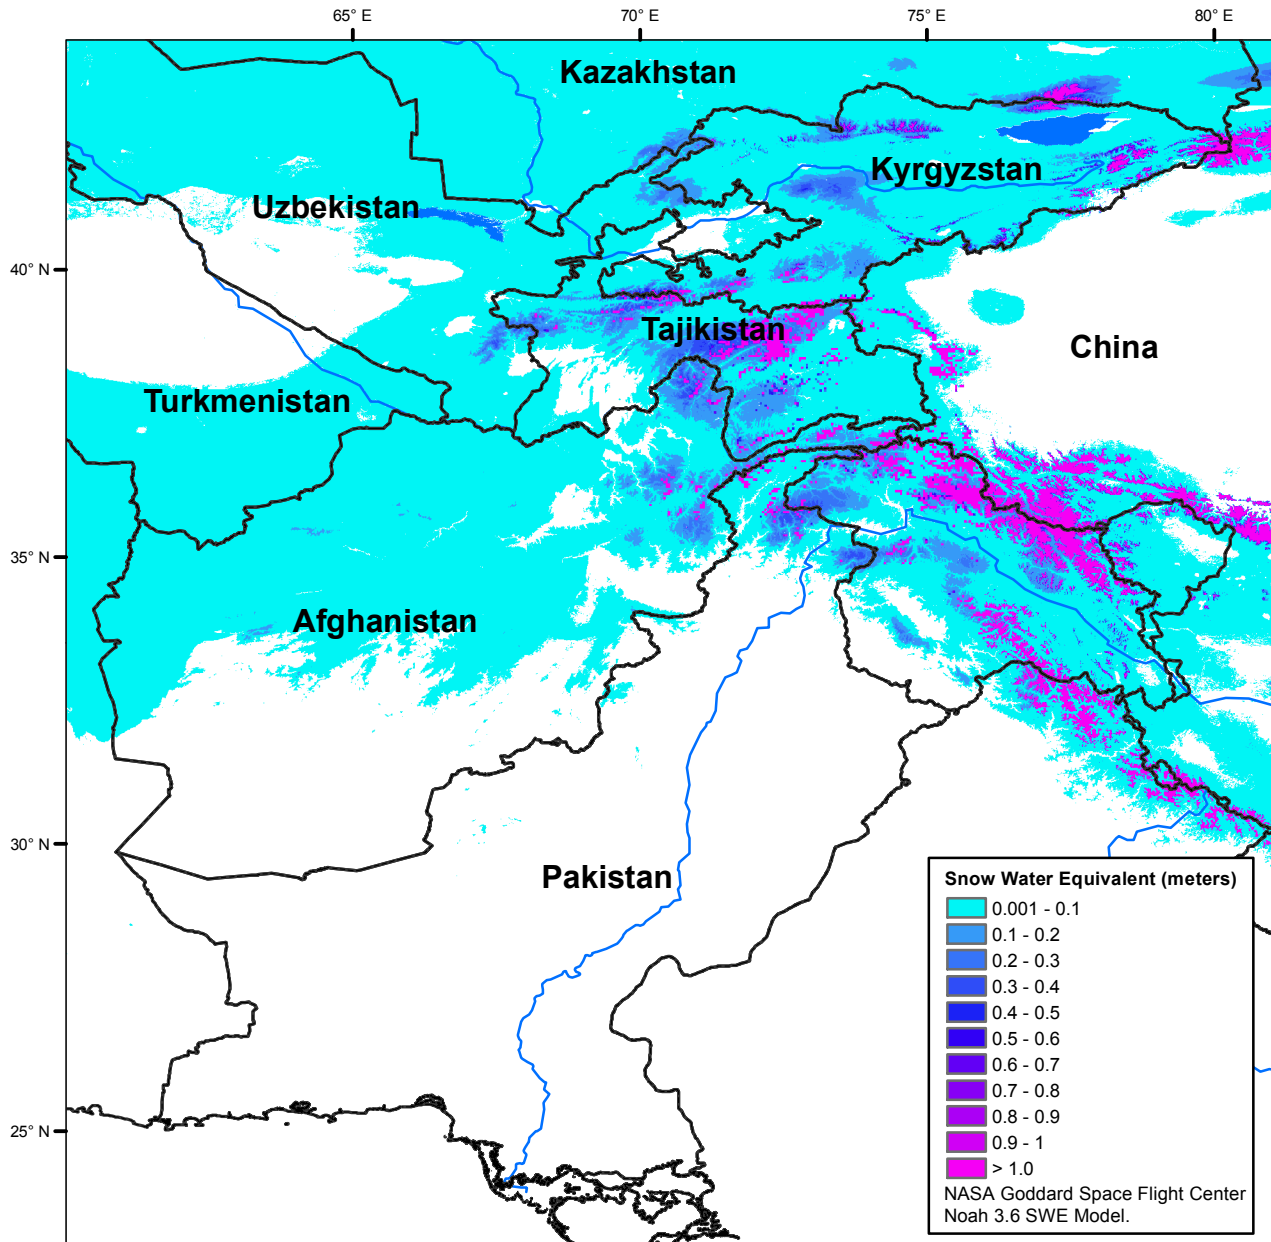 65° E
70° E
75° E
80° E
Kazakhstan
Kyrgyzstan
Uzbekistan
40° N
Tajikistan
China
Turkmenistan
35° N
Afghanistan
30° N
Pakistan
25° N
Snow Water Equivalent (meters)
0.001 - 0.1
0.1 - 0.2
0.2 - 0.3
0.3 - 0.4
0.4 - 0.5
0.5 - 0.6
0.6 - 0.7
0.7 - 0.8
0.8 - 0.9
0.9 - 1
> 1.0
NASA Goddard Space Flight Center
Noah 3.6 SWE Model.